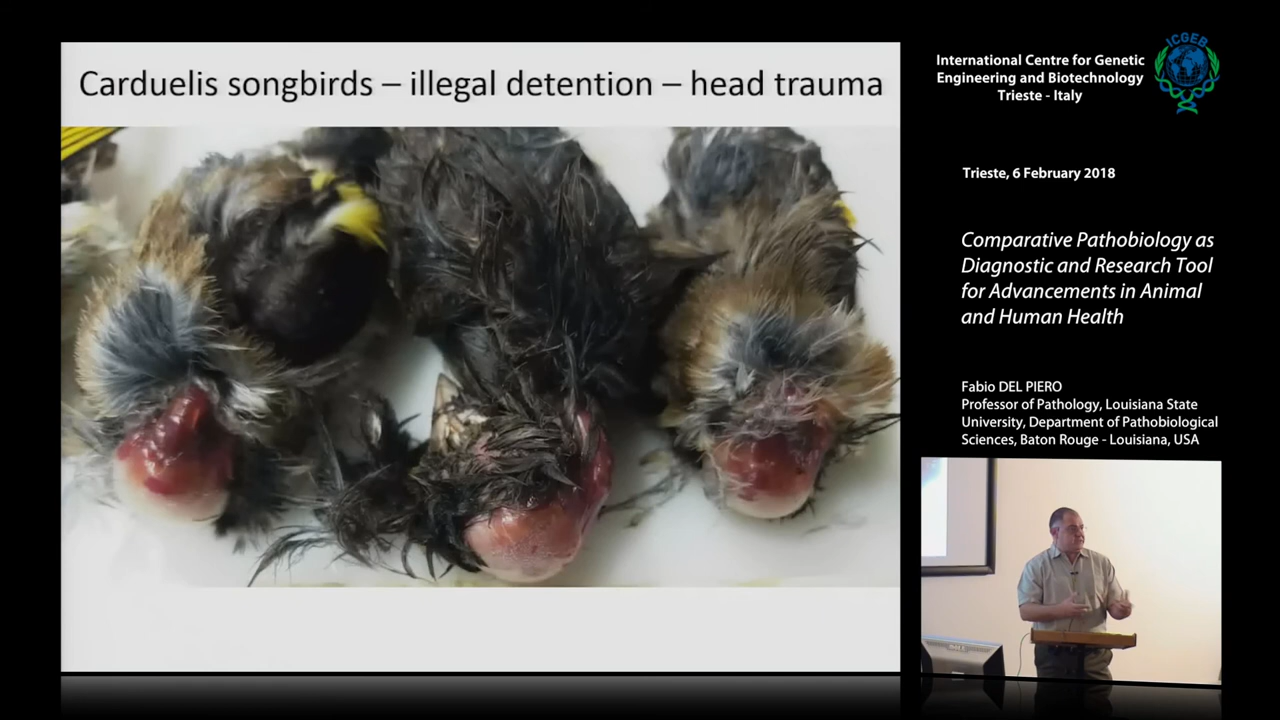 Carduelis songbirds – illegal detention – head trauma
International Centre for Genetic
Engineering and Biotechnology
Trieste - Italy
ICGEB
Trieste, 6 February 2018
Comparative Pathobiology as
Diagnostic and Research Tool
for Advancements in Animal
and Human Health
Fabio DEL PIERO
Professor of Pathology, Louisiana State
University, Department of Pathobiological
Sciences, Baton Rouge - Louisiana, USA
DELL